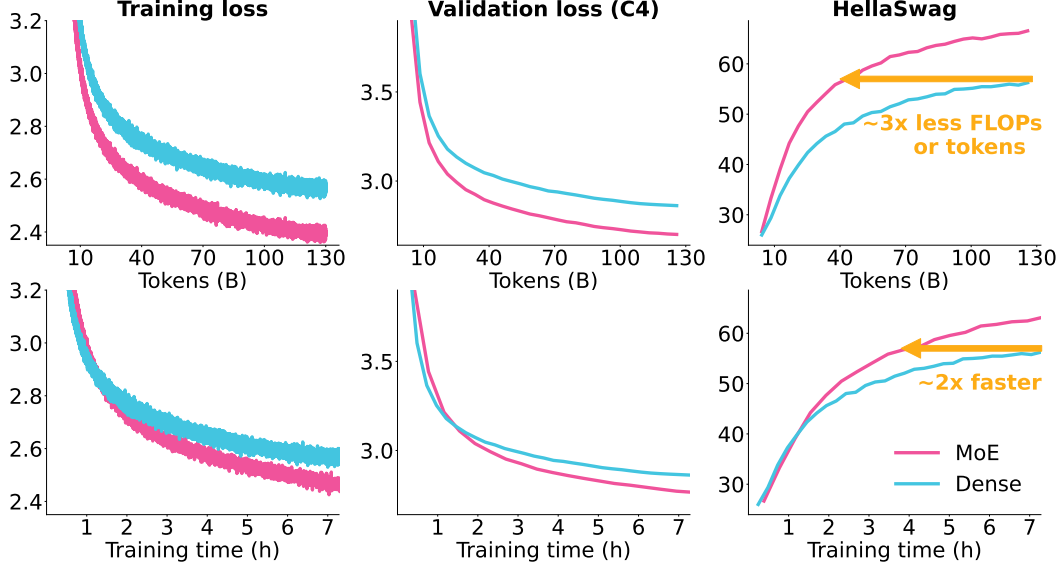 Training loss
Validation loss (C4)
HellaSwag
3.2
3.0
2.8
2.6
2.4
10 40 70 100 130
Tokens (B)
3.5
3.0
10 40 70 100 130
Tokens (B)
60
50
40
30
~3x less FLOPs
or tokens
10 40 70 100 130
Tokens (B)
3.2
3.0
2.8
2.6
2.4
1 2 3 4 5 6 7
Training time (h)
3.5
3.0
1 2 3 4 5 6 7
Training time (h)
60
50
40
30
~2x faster
MoE
Dense
1 2 3 4 5 6 7
Training time (h)